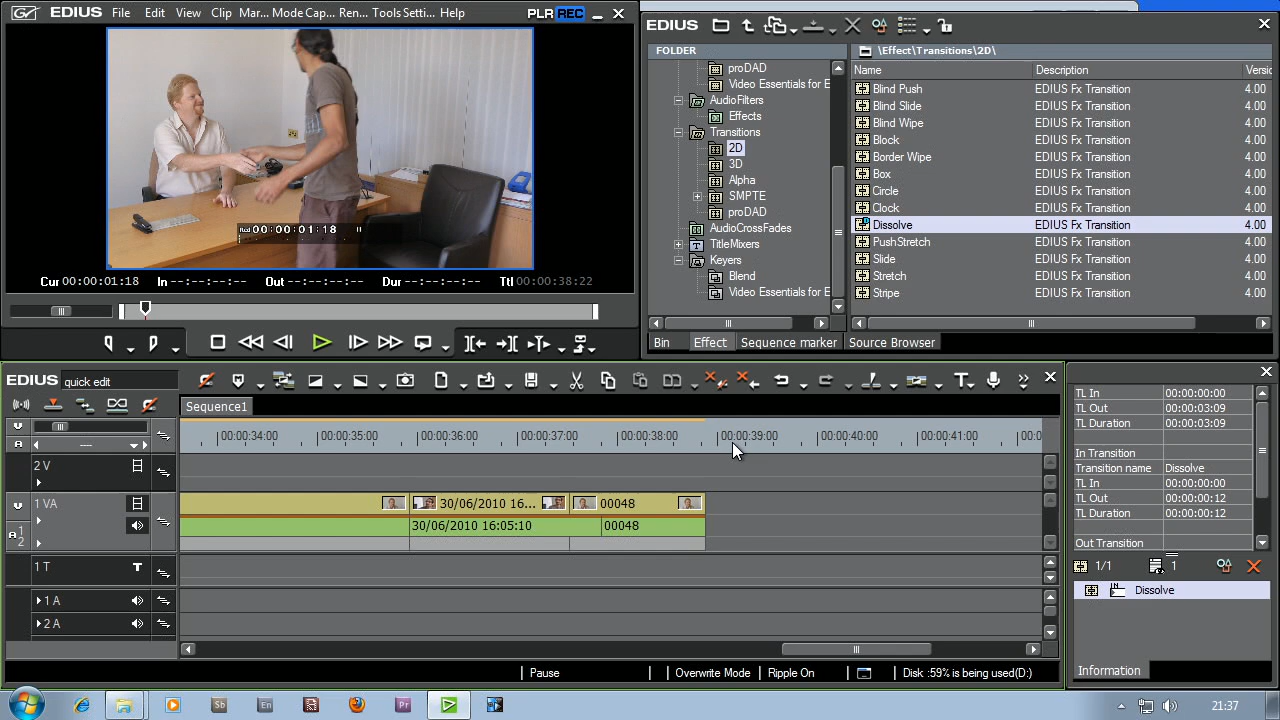 EDIUS File Edit View Clip Mar... Mode Cap... Ren... Tools Setti... Help PLR REC
00:00:01:18
Cur 00:00:01:18 In --:--:--:-- Out --:--:--:-- Dur --:--:--:-- Ttl 00:00:38:22
EDIUS
FOLDER
proDAD
Video Essentials for E
AudioFilters
Effects
Transitions
2D
3D
Alpha
SMPTE
proDAD
AudioCrossFades
TitleMixers
Keyers
Blend
Video Essentials for E
\Effect\Transitions\2D\
Name Description Versic
Blind Push EDIUS Fx Transition 4.00
Blind Slide EDIUS Fx Transition 4.00
Blind Wipe EDIUS Fx Transition 4.00
Block EDIUS Fx Transition 4.00
Border Wipe EDIUS Fx Transition 4.00
Box EDIUS Fx Transition 4.00
Circle EDIUS Fx Transition 4.00
Clock EDIUS Fx Transition 4.00
Dissolve EDIUS Fx Transition 4.00
PushStretch EDIUS Fx Transition 4.00
Slide EDIUS Fx Transition 4.00
Stretch EDIUS Fx Transition 4.00
Stripe EDIUS Fx Transition 4.00
Bin Effect Sequence marker Source Browser
EDIUS quick edit
Sequence1
00:00:34:00 00:00:35:00 00:00:36:00 00:00:37:00 00:00:38:00 00:00:39:00 00:00:40:00 00:00:41:00 00:0
2 V
1 VA 30/06/2010 16... 00048
30/06/2010 16:05:10 00048
1 T T
1 A
2 A
Pause Overwrite Mode Ripple On Disk :59% is being used(D:)
TL In 00:00:00:00
TL Out 00:00:03:09
TL Duration 00:00:03:09
In Transition
Transition name Dissolve
TL In 00:00:00:00
TL Out 00:00:00:12
TL Duration 00:00:00:12
Out Transition
1/1 1
IN Dissolve
Information
Sb En Pr 21:37